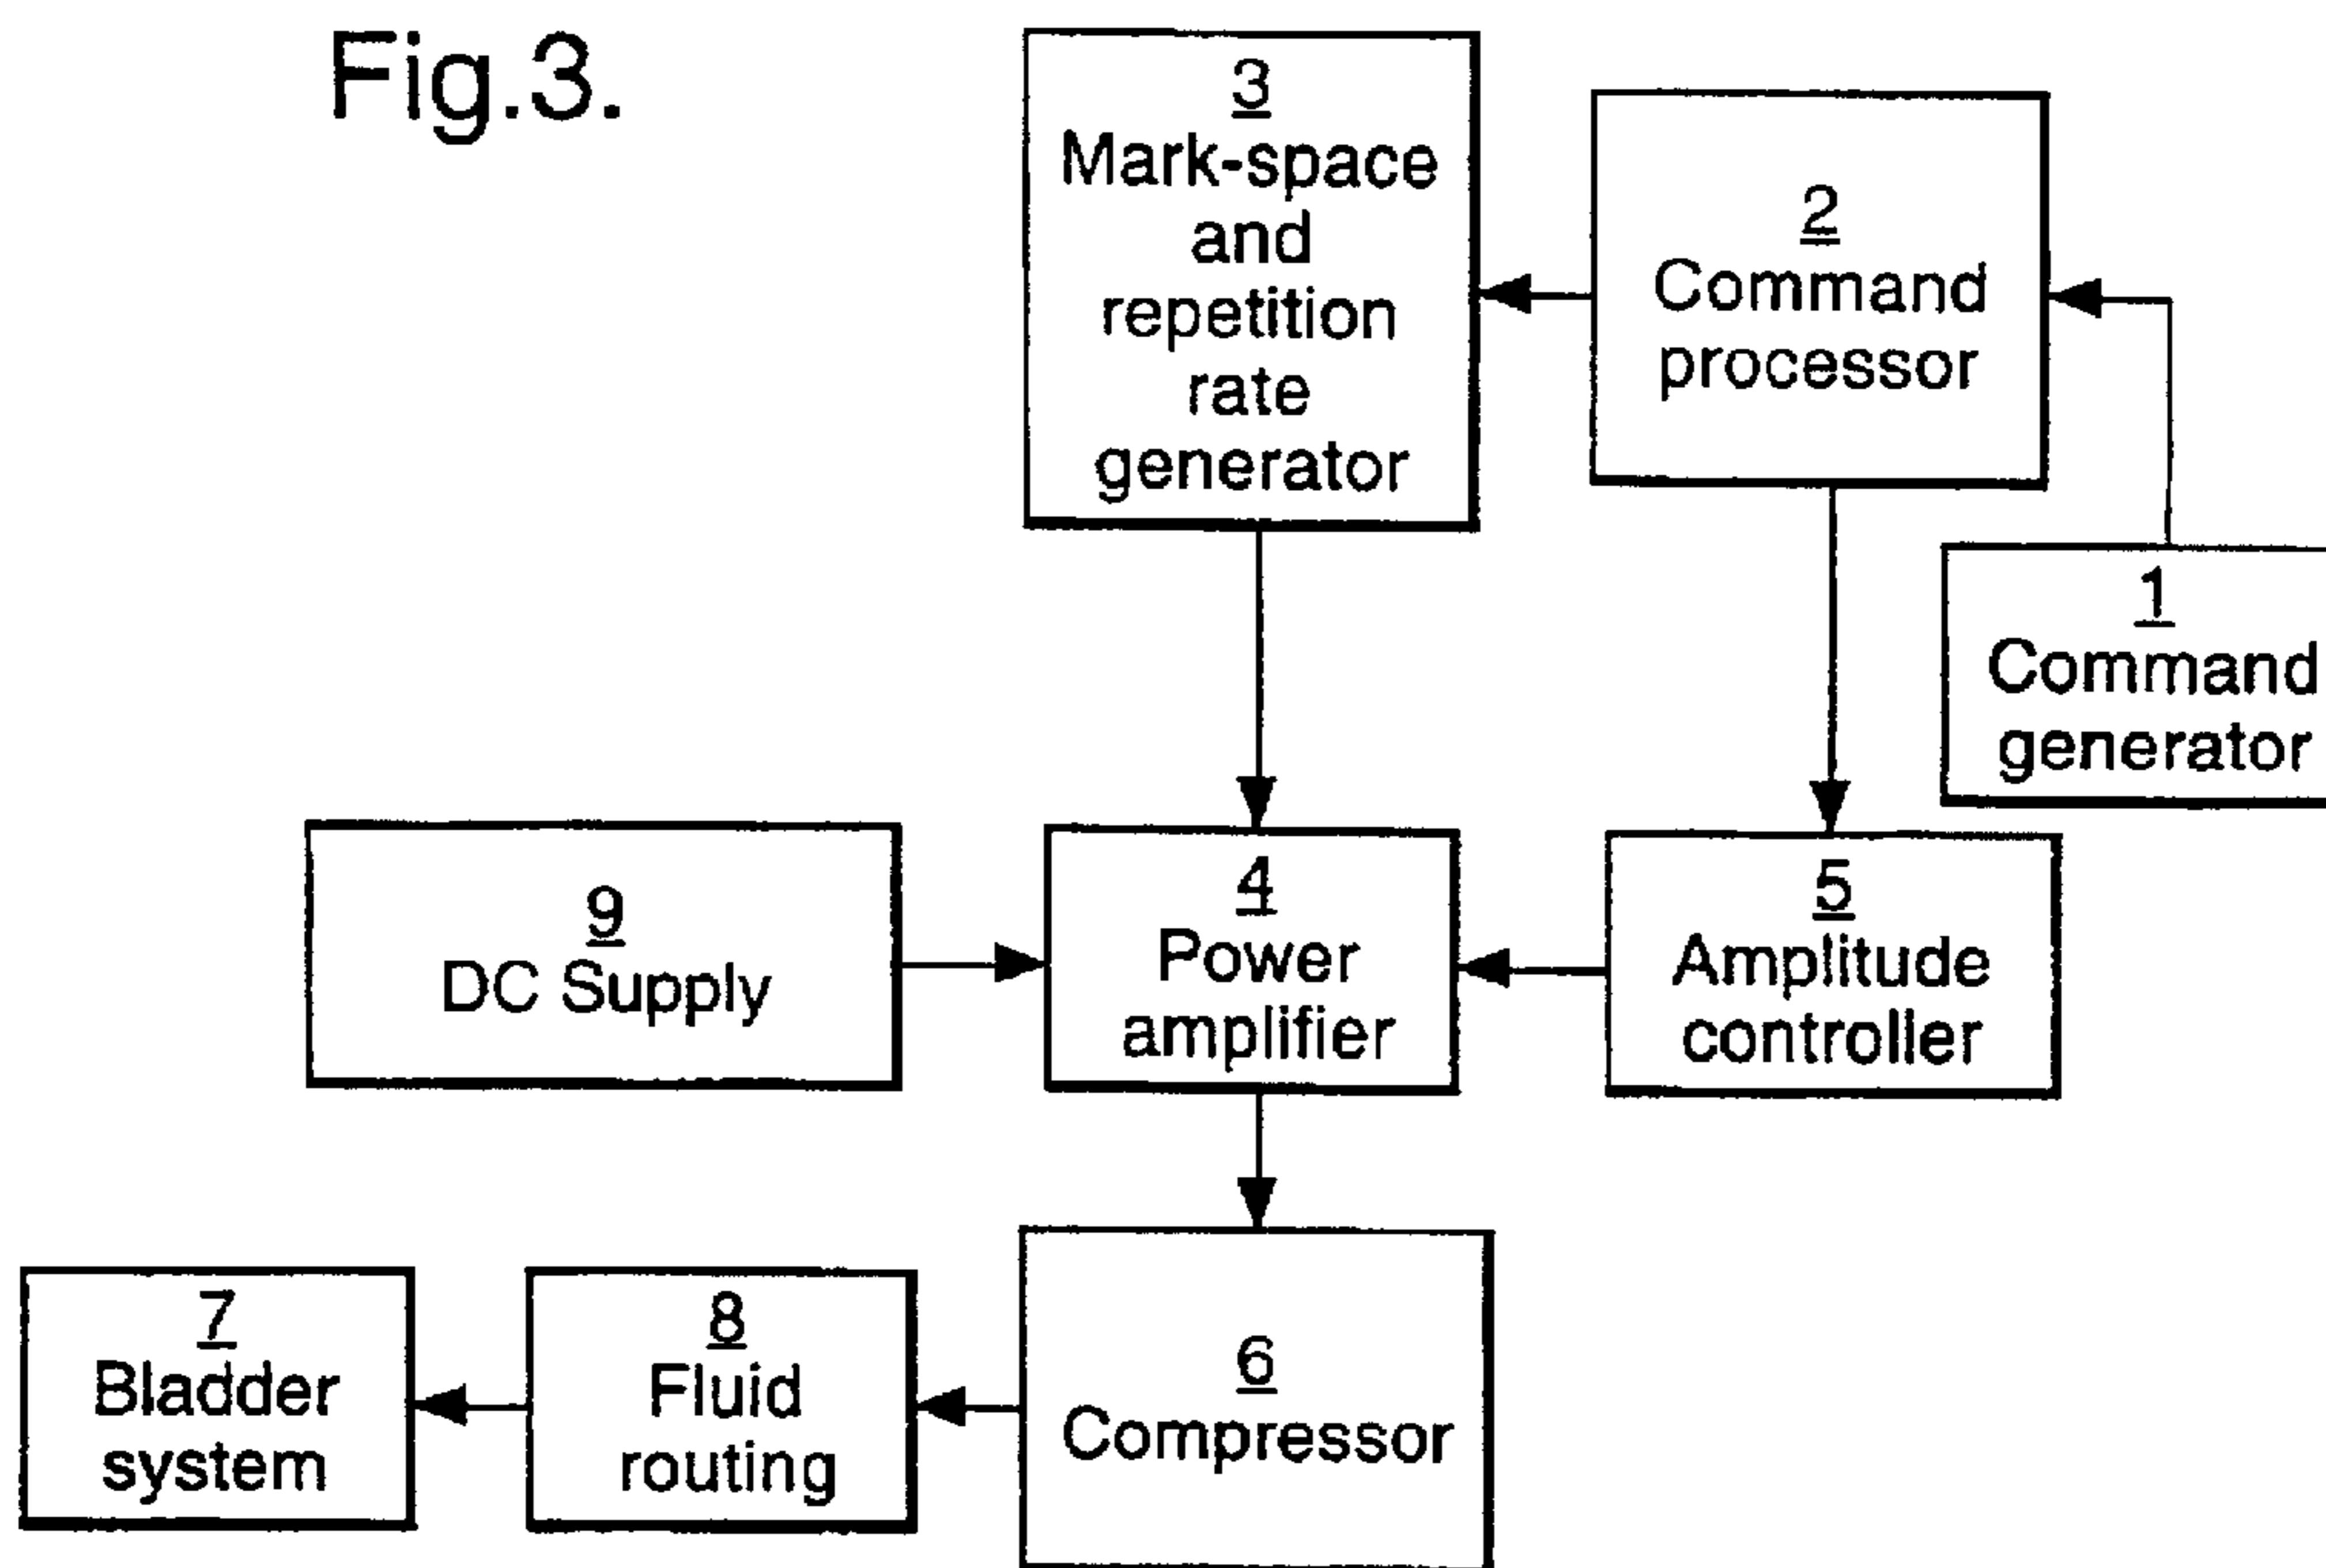 Fig.3.
3
Mark-space
and
repetition
rate
generator
2
Command
processor
1
Command
generator
9
DC Supply
4
Power
amplifier
5
Amplitude
controller
7
Bladder
system
8
Fluid
routing
6
Compressor